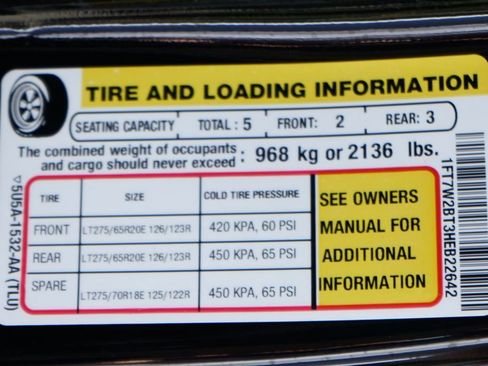 TIRE AND LOADING INFORMATION
SEATING CAPACITY TOTAL : 5 FRONT: 2 REAR: 3
The combined weight of occupants
and cargo should never exceed : 968 kg or 2136 lbs.
TIRE SIZE COLD TIRE PRESSURE
FRONT LT275/65R20E 126/123R 420 KPA, 60 PSI
REAR LT275/65R20E 126/123R 450 KPA, 65 PSI
SPARE LT275/70R18E 125/122R 450 KPA, 65 PSI
SEE OWNERS
MANUAL FOR
ADDITIONAL
INFORMATION
5U5A-1532-AA (TLU)
1FT7W2BT3HEB22642